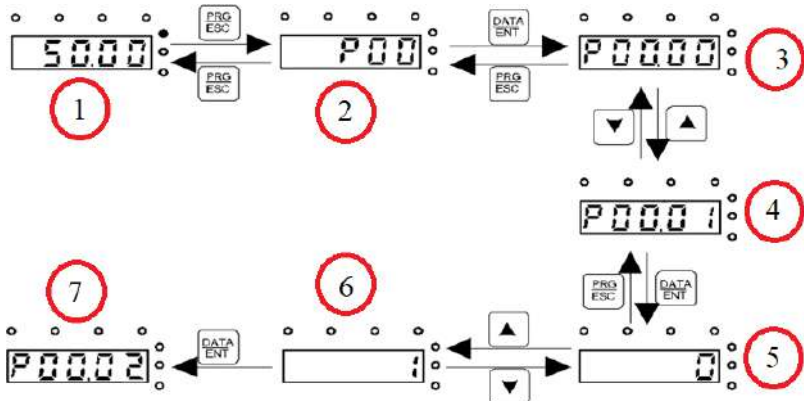 PRG
ESC
DATA
ENT
50.00
P00
P00.00
3
PRG
ESC
PRG
ESC
1
2
P00.01
4
PRG
ESC
DATA
ENT
7
6
DATA
ENT
P00.02
1
0
5